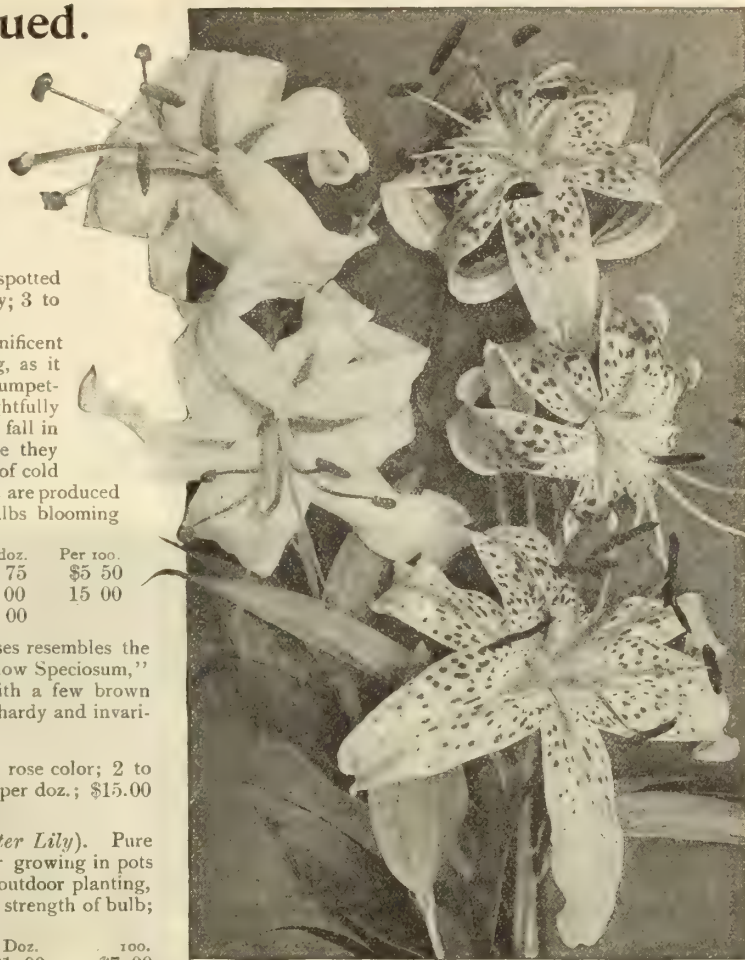 ued.
spotted
y; 3 to
nificent
g, as it
umpet-
htfully
fall in
e they
of cold
are produced
lbs blooming
doz. Per 100.
75 $5 50
00 15 00
00
ses resembles the
ow Speciosum,"
ith a few brown
hardy and invari-
rose color; 2 to
per doz.; $15.00
ter Lily). Pure
growing in pots
outdoor planting,
strength of bulb;
Doz. 100.